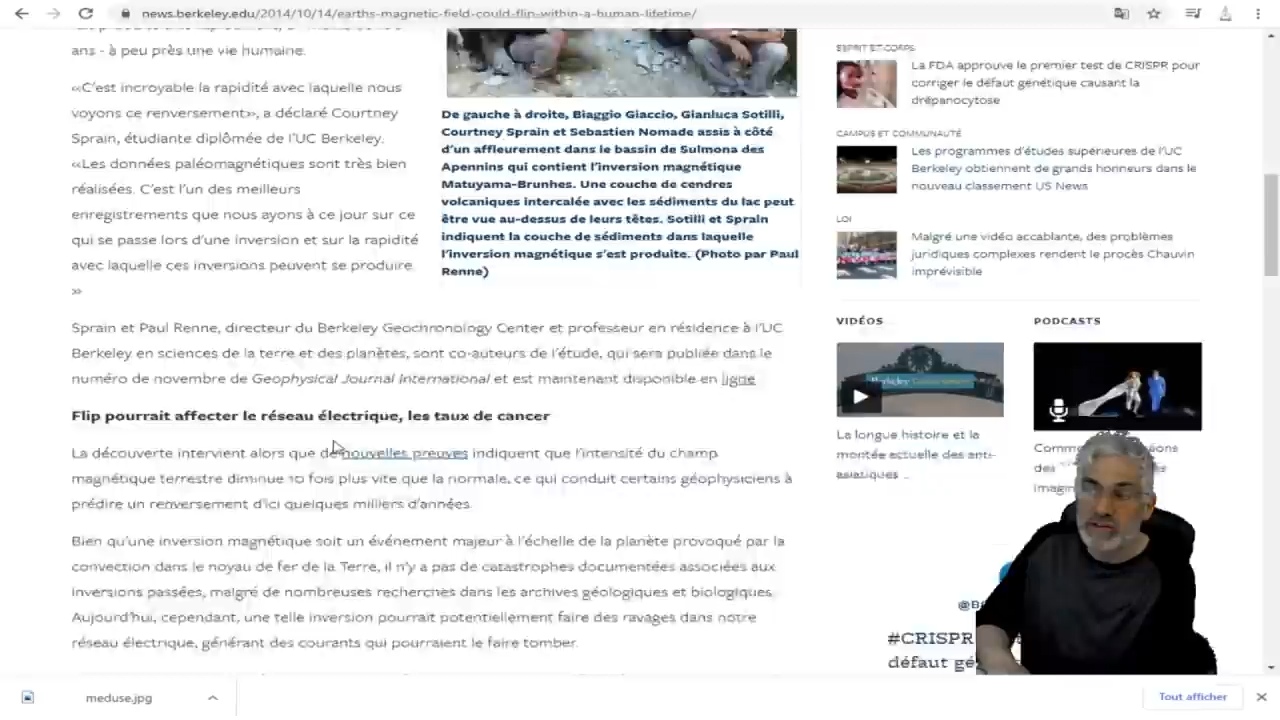 news.berkeley.edu/2014/10/14/earths-magnetic-field-could-flip-within-a-human-lifetime/
ans - à peu près une vie humaine.
«C'est incroyable la rapidité avec laquelle nous
voyons ce renversement», a déclaré Courtney
Sprain, étudiante diplômée de l'UC Berkeley.
«Les données paléomagnétiques sont très bien
réalisées. C'est l'un des meilleurs
enregistrements que nous ayons à ce jour sur ce
qui se passe lors d'une inversion et sur la rapidité
avec laquelle ces inversions peuvent se produire.
»
De gauche à droite, Biaggio Giaccio, Gianluca Sotilli,
Courtney Sprain et Sebastien Nomade assis à côté
d'un affleurement dans le bassin de Sulmona des
Apennins qui contient l'inversion magnétique
Matuyama-Brunhes. Une couche de cendres
volcaniques intercalée avec les sédiments du lac peut
être vue au-dessus de leurs têtes. Sotilli et Sprain
indiquent la couche de sédiments dans laquelle
l'inversion magnétique s'est produite. (Photo par Paul
Renne)
Sprain et Paul Renne, directeur du Berkeley Geochronology Center et professeur en résidence à l'UC
Berkeley en sciences de la terre et des planètes, sont co-auteurs de l'étude, qui sera publiée dans le
numéro de novembre de Geophysical Journal International et est maintenant disponible en ligne
Flip pourrait affecter le réseau électrique, les taux de cancer
La découverte intervient alors que de nouvelles preuves indiquent que l'intensité du champ
magnétique terrestre diminue 10 fois plus vite que la normale, ce qui conduit certains géophysiciens à
prédire un renversement d'ici quelques milliers d'années.
Bien qu'une inversion magnétique soit un événement majeur à l'échelle de la planète provoqué par la
convection dans le noyau de fer de la Terre, il n'y a pas de catastrophes documentées associées aux
inversions passées, malgré de nombreuses recherches dans les archives géologiques et biologiques.
Aujourd'hui, cependant, une telle inversion pourrait potentiellement faire des ravages dans notre
réseau électrique, générant des courants qui pourraient le faire tomber.
ESPRIT ET CORPS
La FDA approuve le premier test de CRISPR pour
corriger le défaut génétique causant la
drépanocytose
CAMPUS ET COMMUNAUTÉ
Les programmes d'études supérieures de l'UC
Berkeley obtiennent de grands honneurs dans le
nouveau classement US News
LOI
Malgré une vidéo accablante, des problèmes
juridiques complexes rendent le procès Chauvin
imprévisible
VIDÉOS
La longue histoire et la
montée actuelle des anti-
asiatiques ..
PODCASTS
des
#CRISPR
défaut
meduse.jpg
Tout afficher